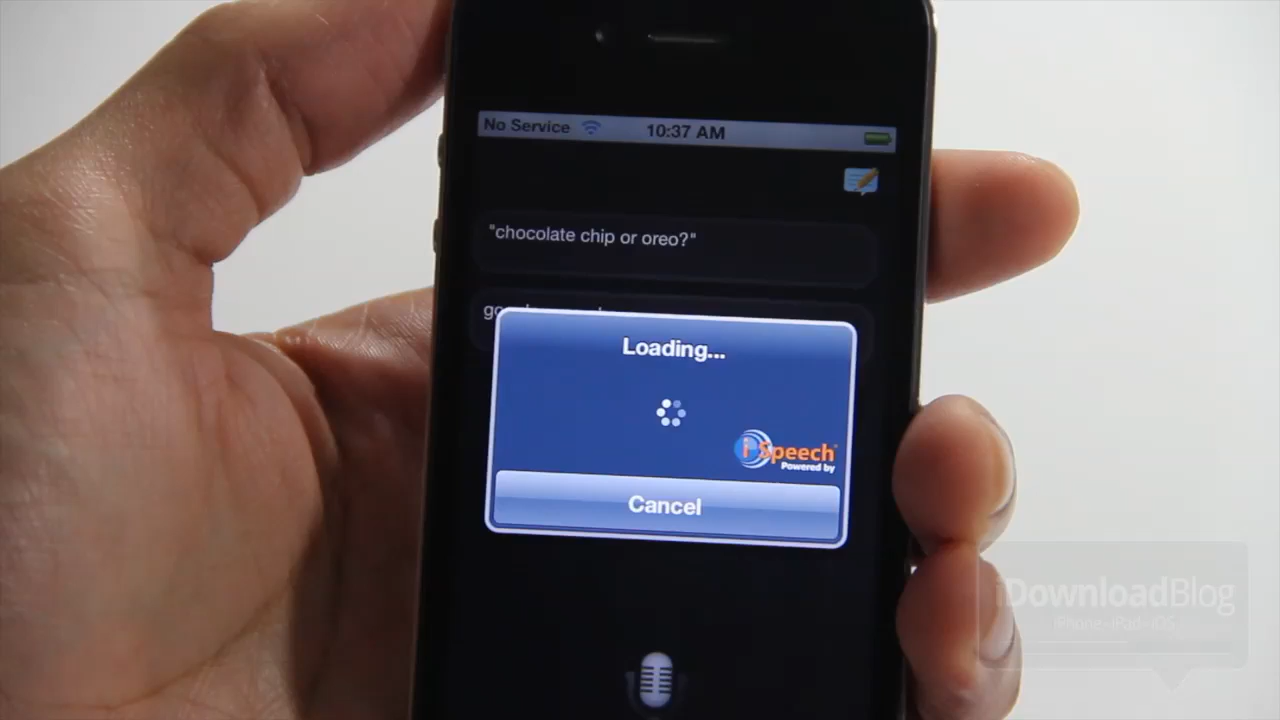 No Service 10:37 AM
"chocolate chip or oreo?"
Loading...
iSpeech
Powered by
Cancel
iDownloadBlog
iPhone · iPad · iOS